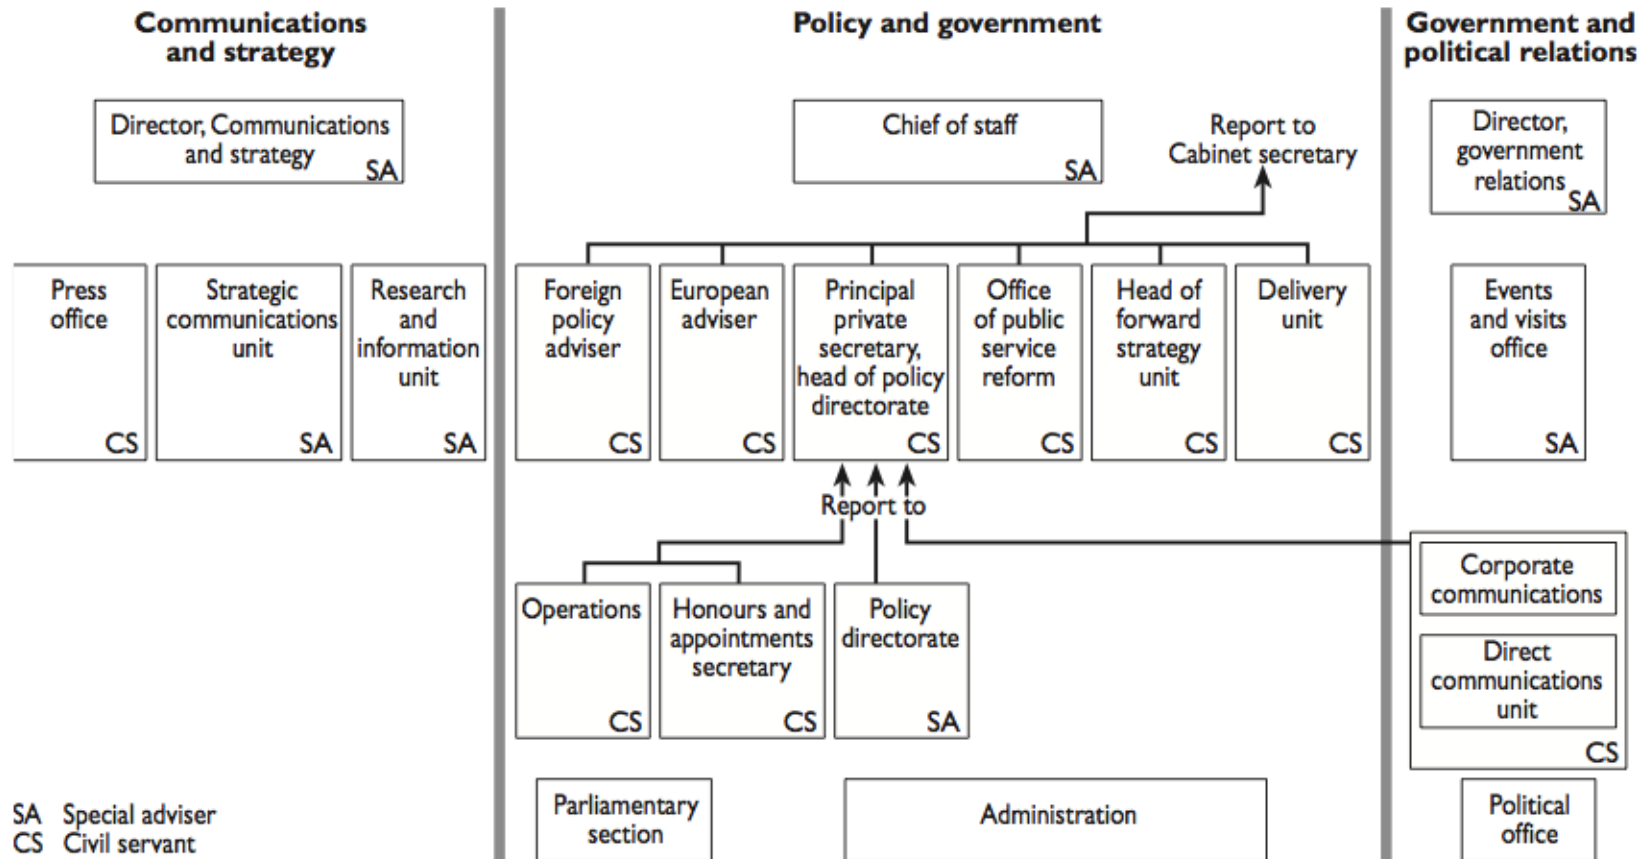 Communications
and strategy
Policy and government
Government and
political relations
Director, Communications
and strategy
SA
Chief of staff
SA
Report to
Cabinet secretary
Director,
government
relations
SA
Press
office
CS
Strategic
communications
unit
SA
Research
and
information
unit
SA
Foreign
policy
adviser
CS
European
adviser
CS
Principal
private
secretary,
head of policy
directorate
CS
Office
of public
service
reform
CS
Head of
forward
strategy
unit
CS
Delivery
unit
CS
Events
and visits
office
SA
Report to
Operations
CS
Honours and
appointments
secretary
CS
Policy
directorate
SA
Corporate
communications
Direct
communications
unit
CS
Parliamentary
section
Administration
Political
office
SA Special adviser
CS Civil servant